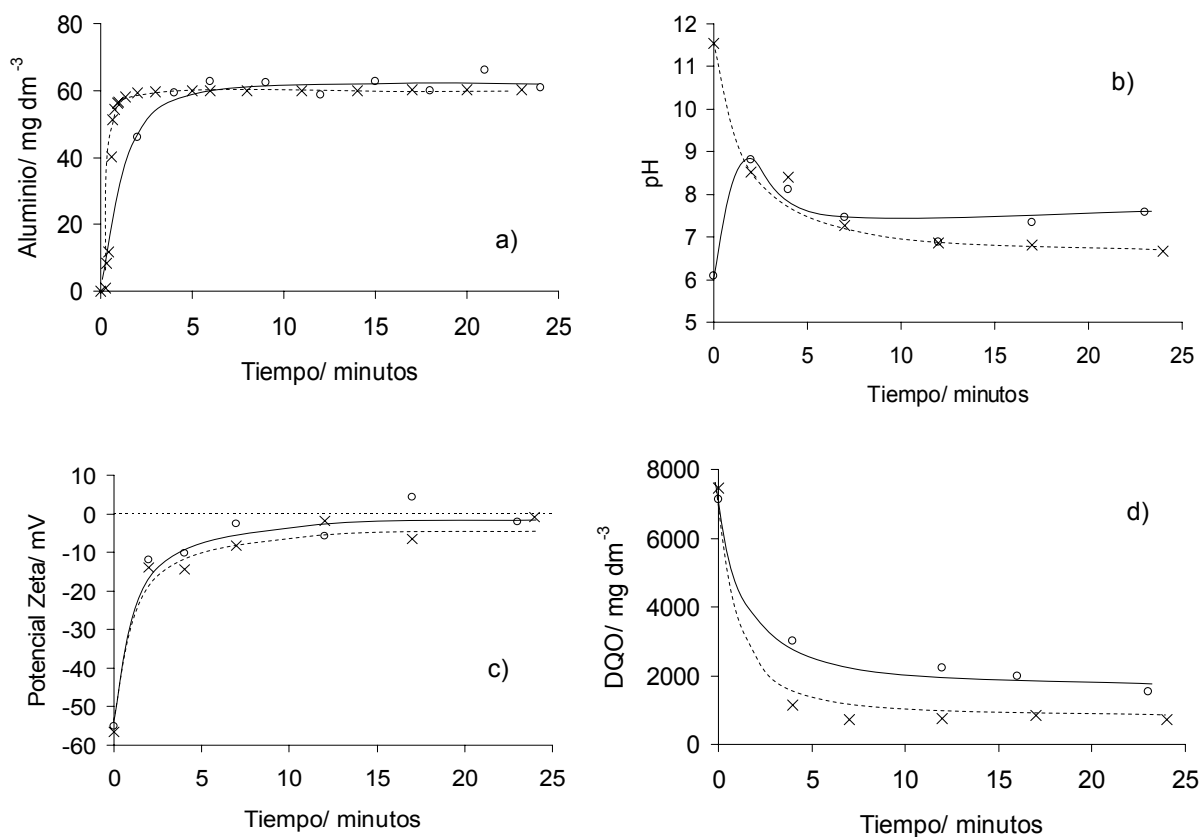 80
60
40
20
0
Aluminio/ mg dm⁻³
a)
0 5 10 15 20 25
Tiempo/ minutos
12
11
10
9
8
7
6
5
pH
b)
0 5 10 15 20 25
Tiempo/ minutos
10
0
-10
-20
-30
-40
-50
-60
Potencial Zeta/ mV
c)
0 5 10 15 20 25
Tiempo/ minutos
8000
6000
4000
2000
0
DQO/ mg dm⁻³
d)
0 5 10 15 20 25
Tiempo/ minutos